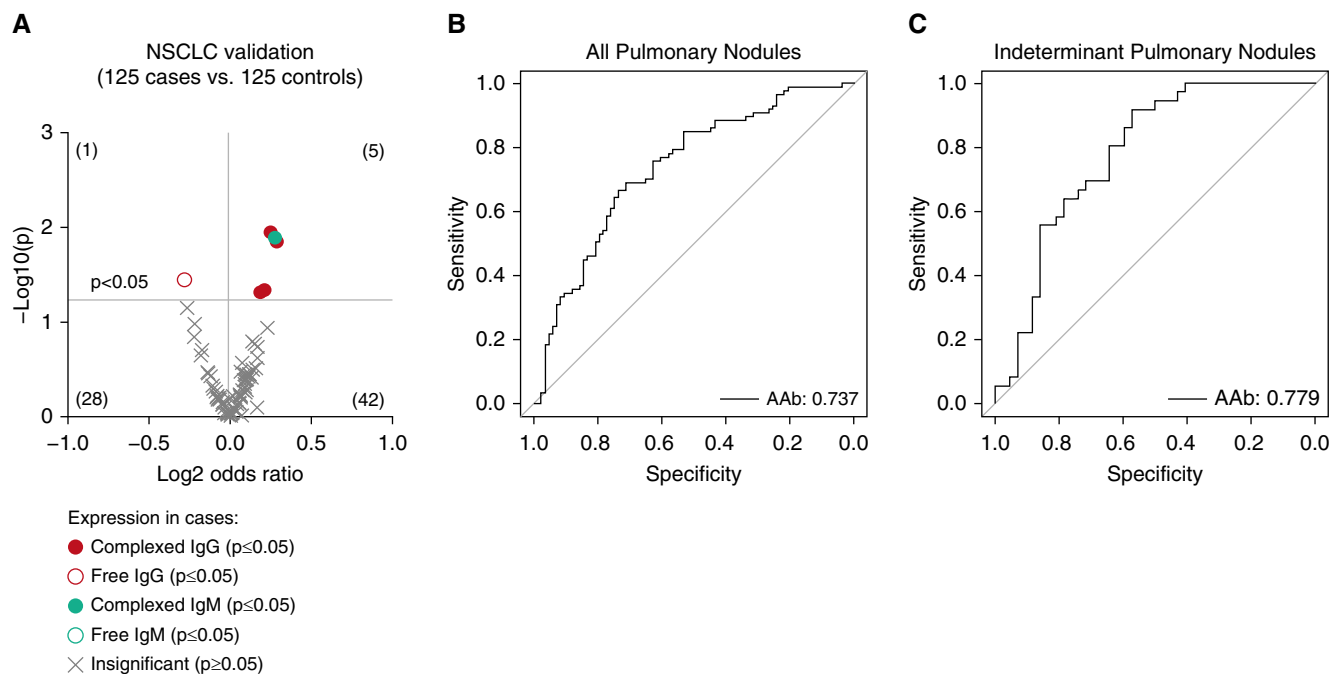 A
NSCLC validation
(125 cases vs. 125 controls)
3
2
1
0
−Log10(p)
(1)
(5)
p<0.05
(28)
(42)
−1.0
−0.5
0.0
0.5
1.0
Log2 odds ratio
Expression in cases:
Complexed IgG (p≤0.05)
Free IgG (p≤0.05)
Complexed IgM (p≤0.05)
Free IgM (p≤0.05)
Insignificant (p≥0.05)
B
All Pulmonary Nodules
1.0
0.8
0.6
0.4
0.2
0.0
Sensitivity
AAb: 0.737
1.0
0.8
0.6
0.4
0.2
0.0
Specificity
C
Indeterminant Pulmonary Nodules
1.0
0.8
0.6
0.4
0.2
0.0
Sensitivity
AAb: 0.779
1.0
0.8
0.6
0.4
0.2
0.0
Specificity